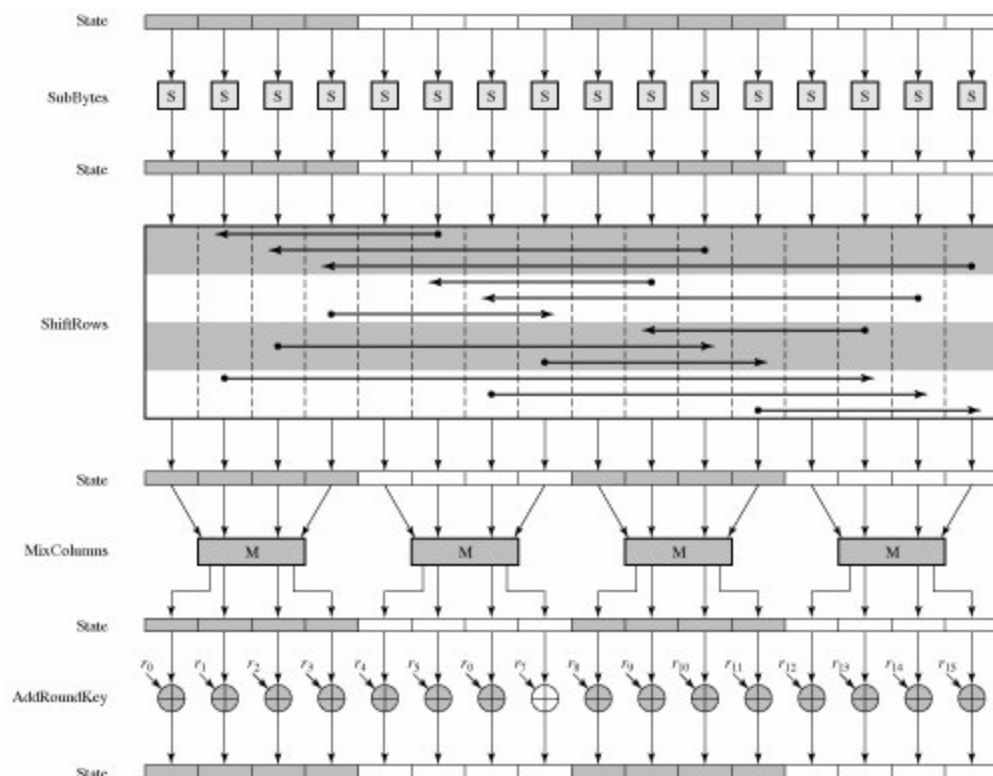 State
SubBytes S S S S S S S S S S S S S S S S
State
ShiftRows
State
MixColumns M M M M
State
r0 r1 r2 r3 r4 r5 r0 r7 r8 r9 r10 r11 r12 r13 r14 r15
AddRoundKey
State